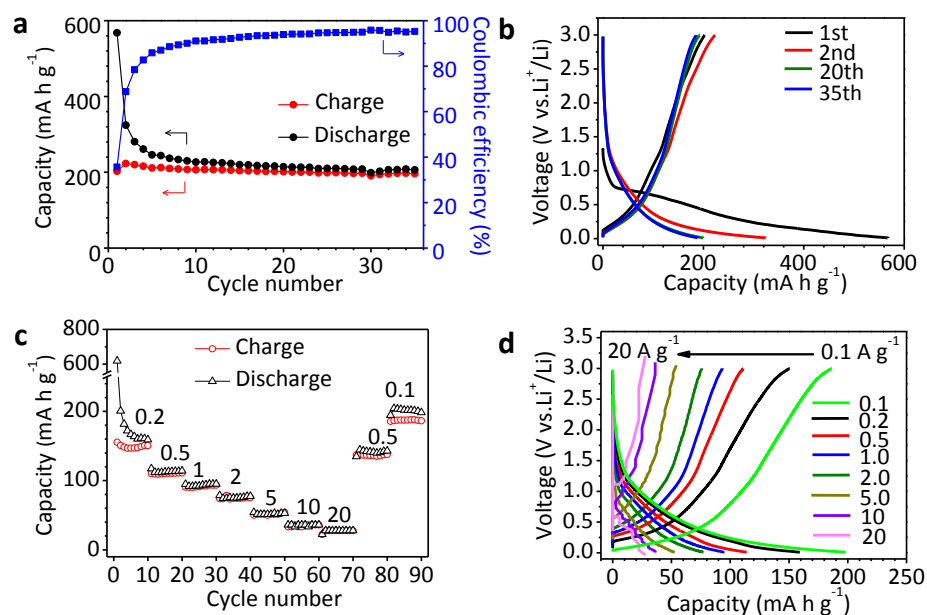 a
600
400
200
0
Capacity (mA h g⁻¹)
100
80
60
40
20
0
Coulombic efficiency (%)
Charge
Discharge
0
10
20
30
Cycle number
b
3.5
3.0
2.5
2.0
1.5
1.0
0.5
0.0
Voltage (V vs.Li⁺/Li)
1st
2nd
20th
35th
0
200
400
600
Capacity (mA h g⁻¹)
c
800
600
200
100
0
Capacity (mA h g⁻¹)
Charge
Discharge
0.2
0.5
1
2
5
10
20
0.5
0.1
0 10 20 30 40 50 60 70 80 90
Cycle number
d
3.5
3.0
2.5
2.0
1.5
1.0
0.5
0.0
Voltage (V vs.Li⁺/Li)
20 A g⁻¹
0.1 A g⁻¹
0.1
0.2
0.5
1.0
2.0
5.0
10
20
0 50 100 150 200 250
Capacity (mA h g⁻¹)